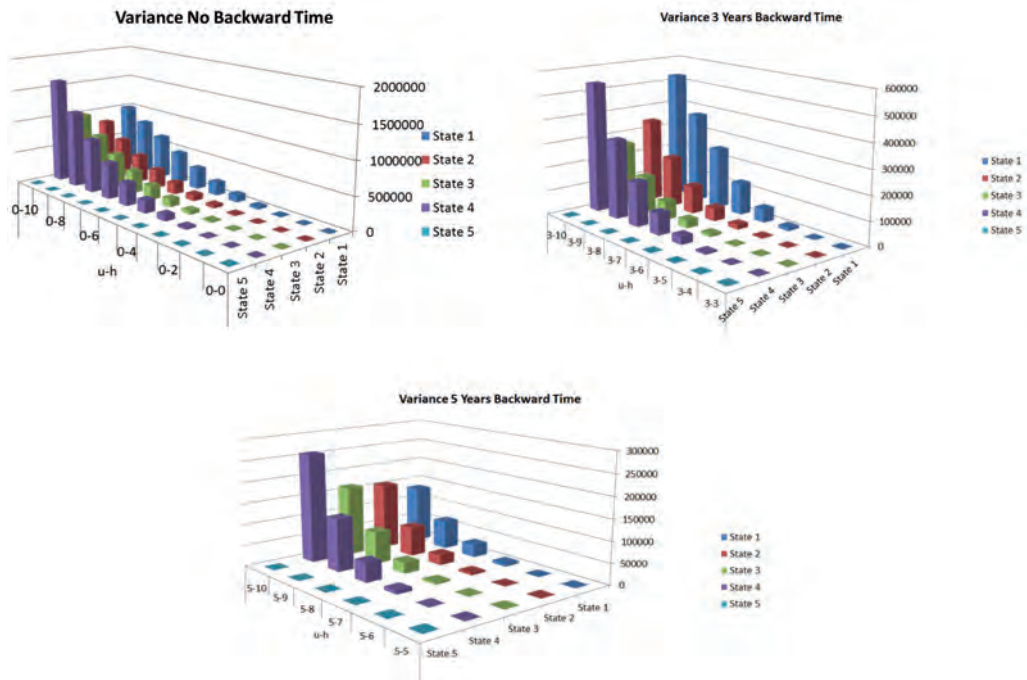 Variance No Backward Time
2000000
1500000
1000000
500000
0
State 1
State 2
State 3
State 4
State 5
0-10
0-8
0-6
0-4
0-2
0-0
u-h
State 5
State 4
State 3
State 2
State 1
Variance 3 Years Backward Time
600000
500000
400000
300000
200000
100000
0
State 1
State 2
State 3
State 4
State 5
3-10
3-9
3-8
3-7
3-6
3-5
3-4
3-3
u-h
State 5
State 4
State 3
State 2
State 1
Variance 5 Years Backward Time
300000
250000
200000
150000
100000
50000
0
State 1
State 2
State 3
State 4
State 5
5-10
5-9
5-8
5-7
5-6
5-5
u-h
State 5
State 4
State 3
State 2
State 1